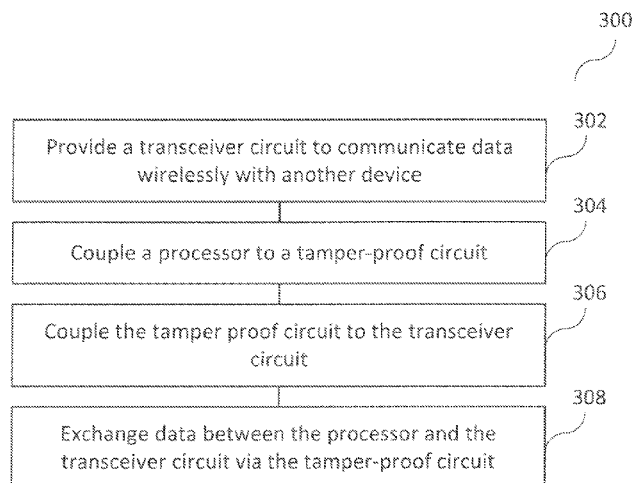 300
302
Provide a transceiver circuit to communicate data
wirelessly with another device
304
Couple a processor to a tamper-proof circuit
306
Couple the tamper proof circuit to the transceiver
circuit
308
Exchange data between the processor and the
transceiver circuit via the tamper-proof circuit